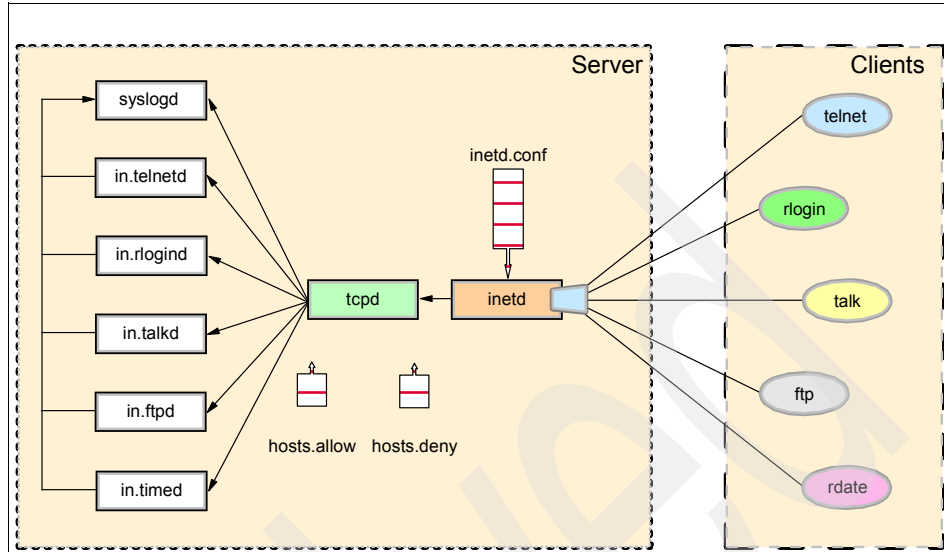 Server
Clients
syslogd
telnet
inetd.conf
in.telnetd
rlogin
in.rlogind
tcpd
inetd
talk
in.talkd
ftp
in.ftpd
hosts.allow
hosts.deny
in.timed
rdate